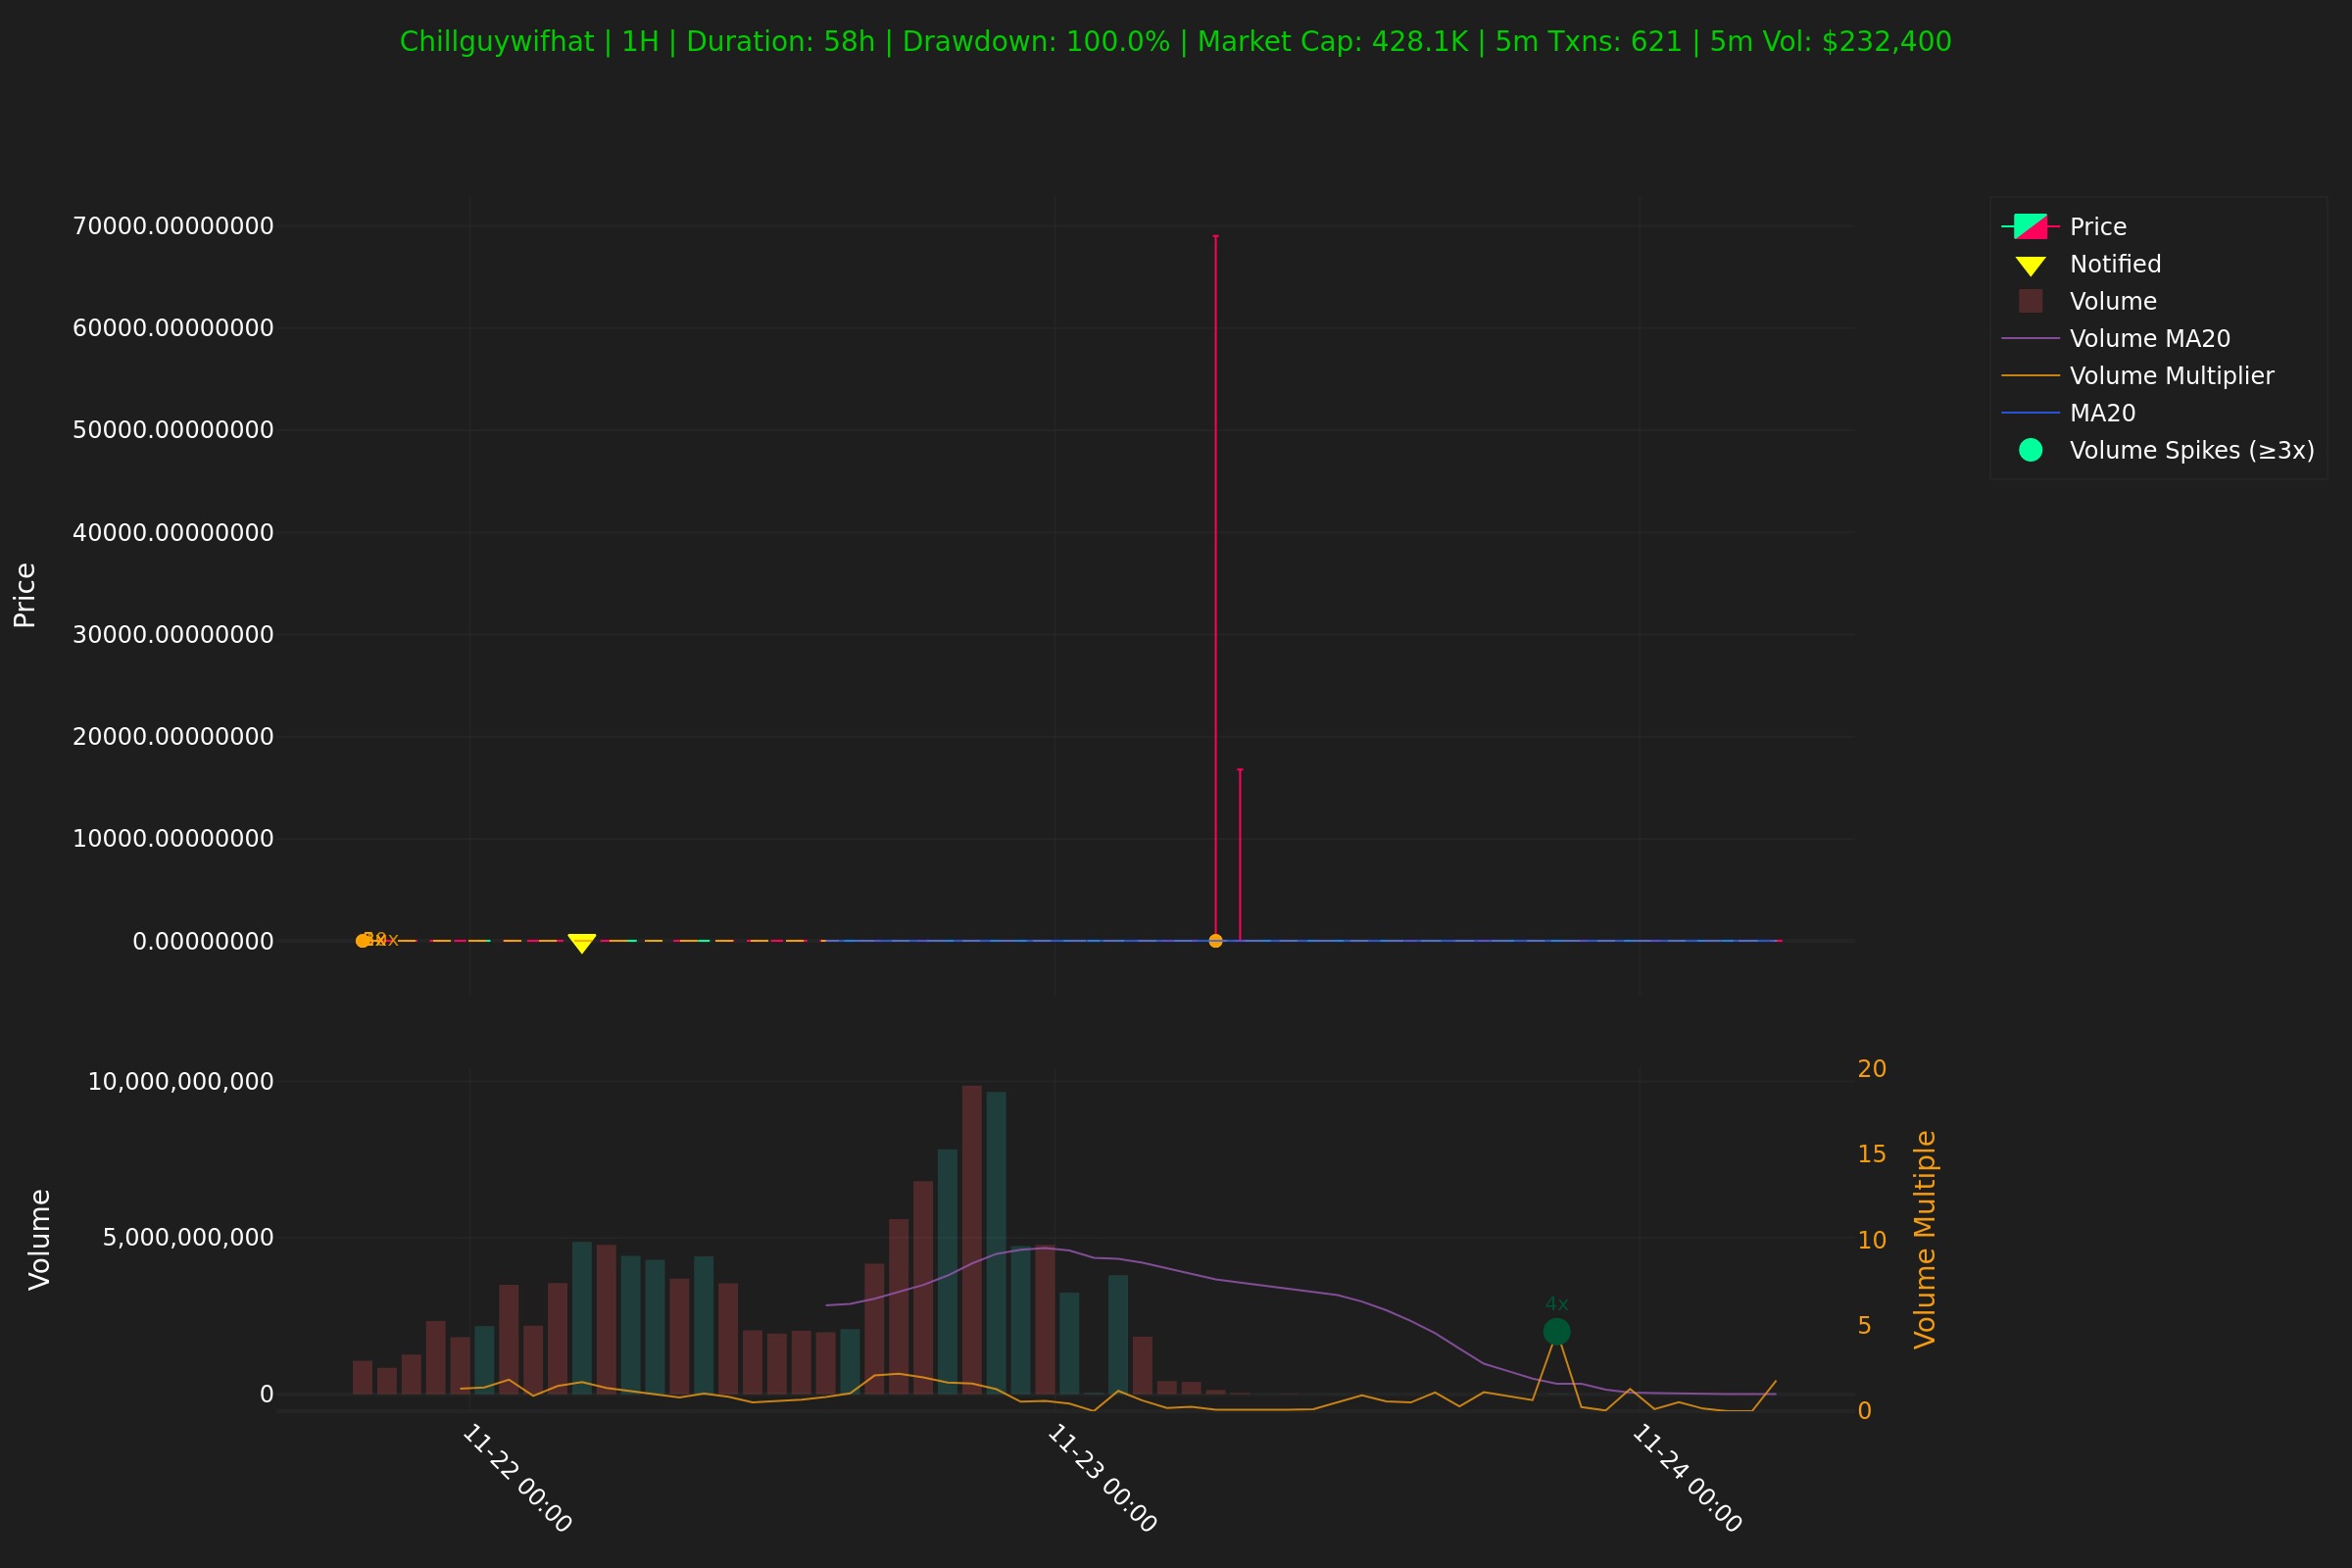 Chillguywifhat | 1H | Duration: 58h | Drawdown: 100.0% | Market Cap: 428.1K | 5m Txns: 621 | 5m Vol: $232,400
Price
70000.00000000
60000.00000000
50000.00000000
40000.00000000
30000.00000000
20000.00000000
10000.00000000
0.00000000
Price
Notified
Volume
Volume MA20
Volume Multiplier
MA20
Volume Spikes (≥3x)
Volume
10,000,000,000
5,000,000,000
0
4x
20
15
10
5
0
Volume Multiple
11-22 00:00
11-23 00:00
11-24 00:00